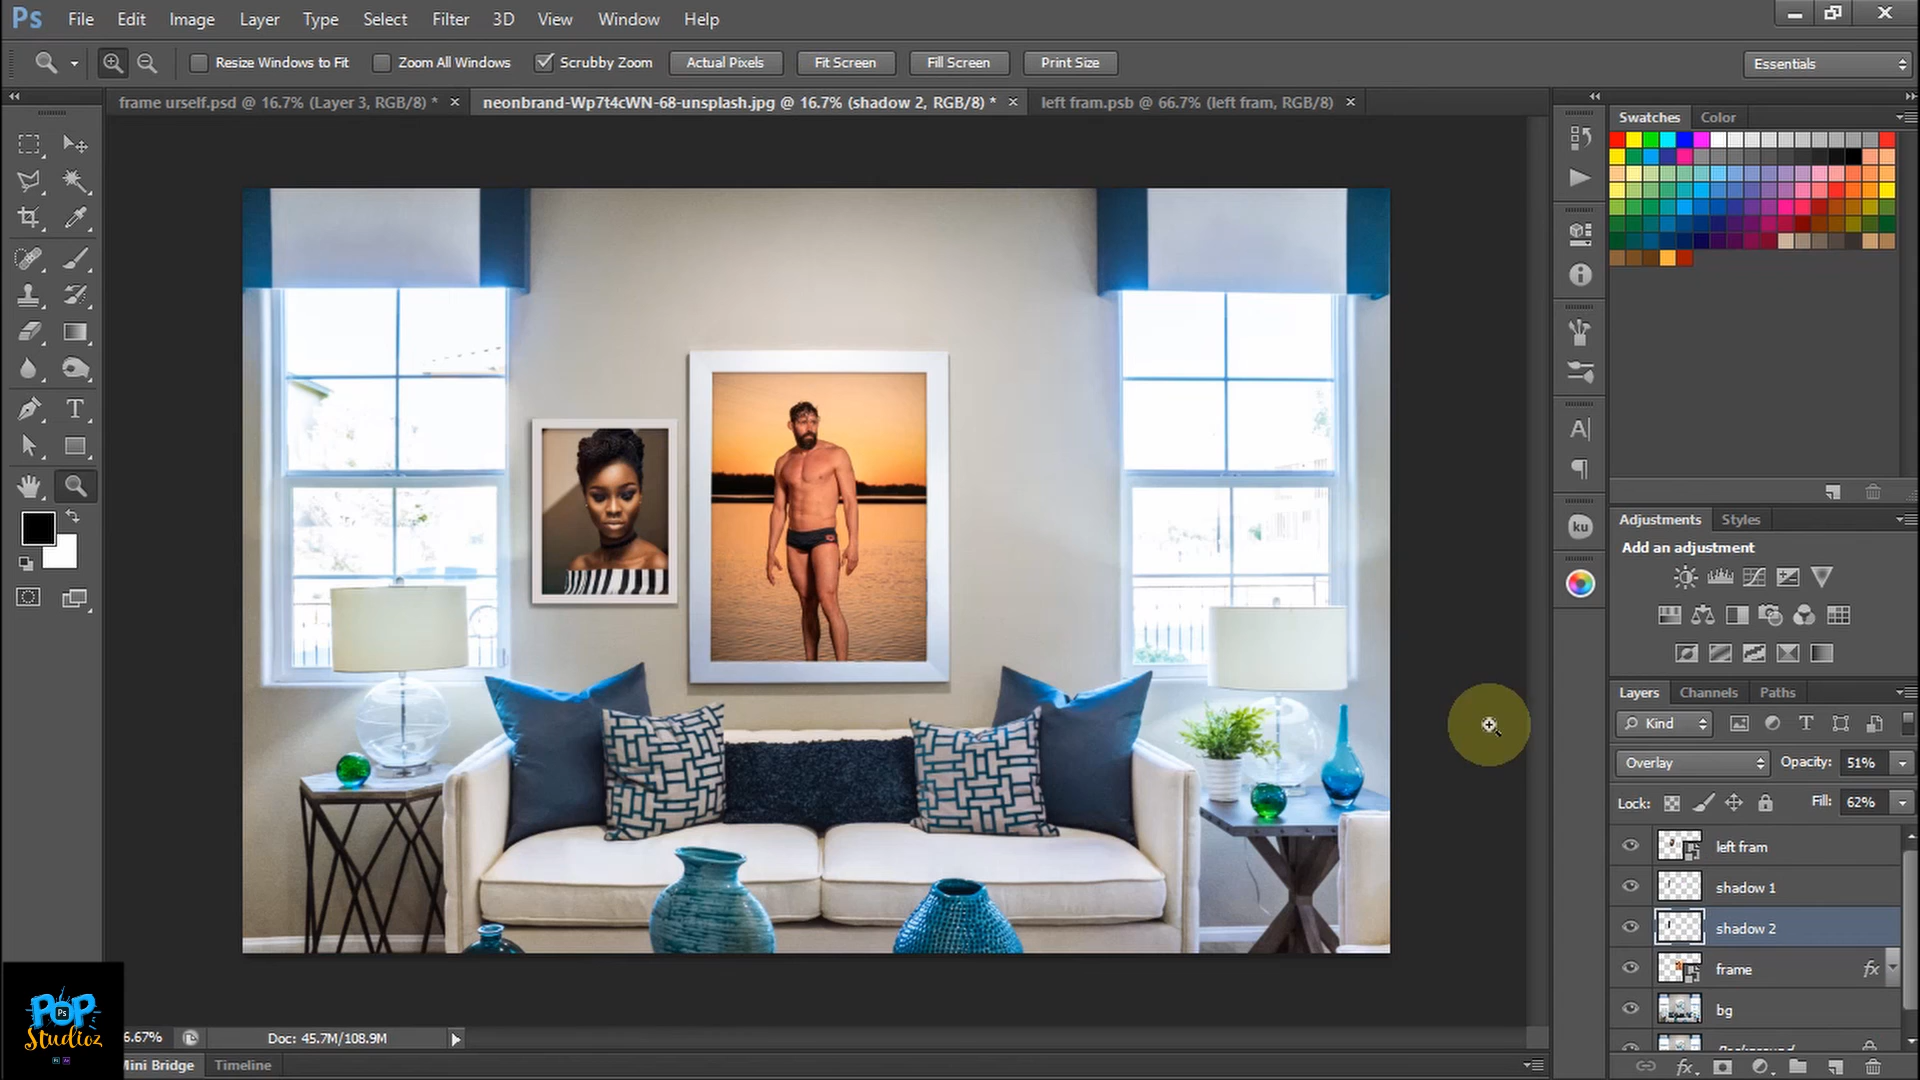 Ps File Edit Image Layer Type Select Filter 3D View Window Help
Resize Windows to Fit Zoom All Windows Scrubby Zoom Actual Pixels Fit Screen Fill Screen Print Size Essentials
frame urself.psd @ 16.7% (Layer 3, RGB/8) * × neonbrand-Wp7t4cWN-68-unsplash.jpg @ 16.7% (shadow 2, RGB/8) * × left fram.psb @ 66.7% (left fram, RGB/8) ×
Swatches Color
Adjustments Styles
Add an adjustment
Layers Channels Paths
Kind
Overlay Opacity: 51%
Lock: Fill: 62%
left fram
shadow 1
shadow 2
frame fx
bg
Background
fx
ku
A
T
POP
Ps
Studioz
6.67% Doc: 45.7M/108.9M
Mini Bridge Timeline